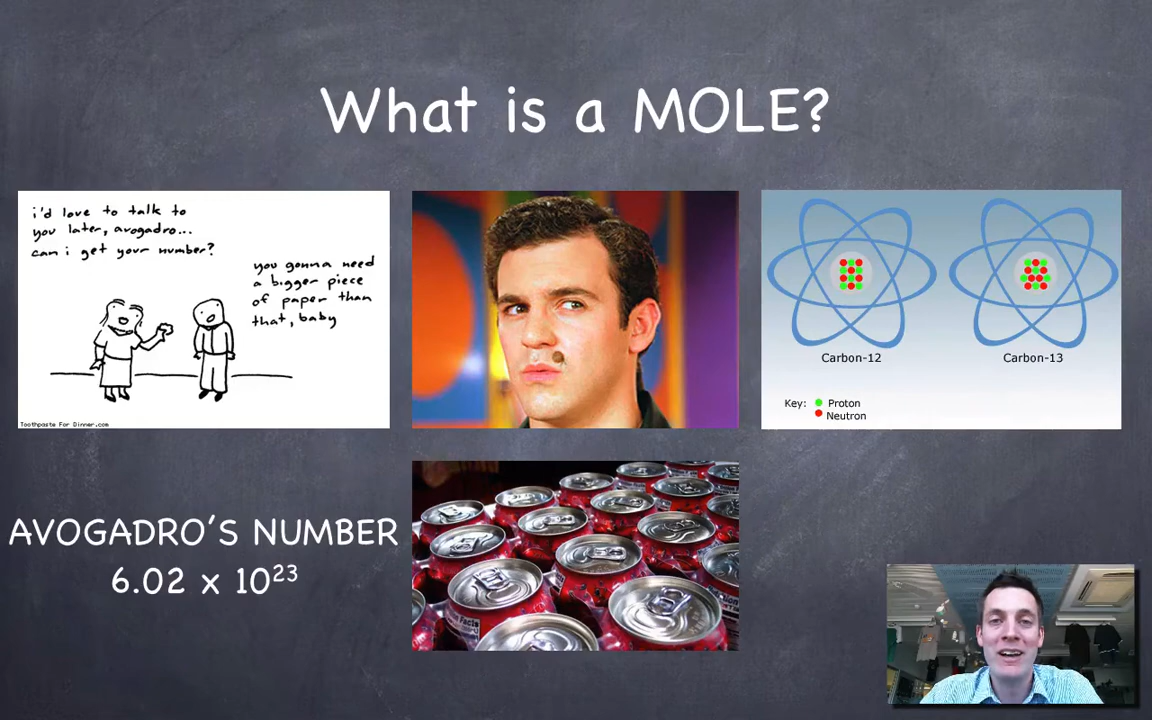 What is a MOLE?
i'd love to talk to
you later, avogadro...
can i get your number?
you gonna need
a bigger piece
of paper than
that, baby
Toothpaste For Dinner.com
Carbon-12
Carbon-13
Key:
Proton
Neutron
AVOGADRO'S NUMBER
6.02 x 10²³